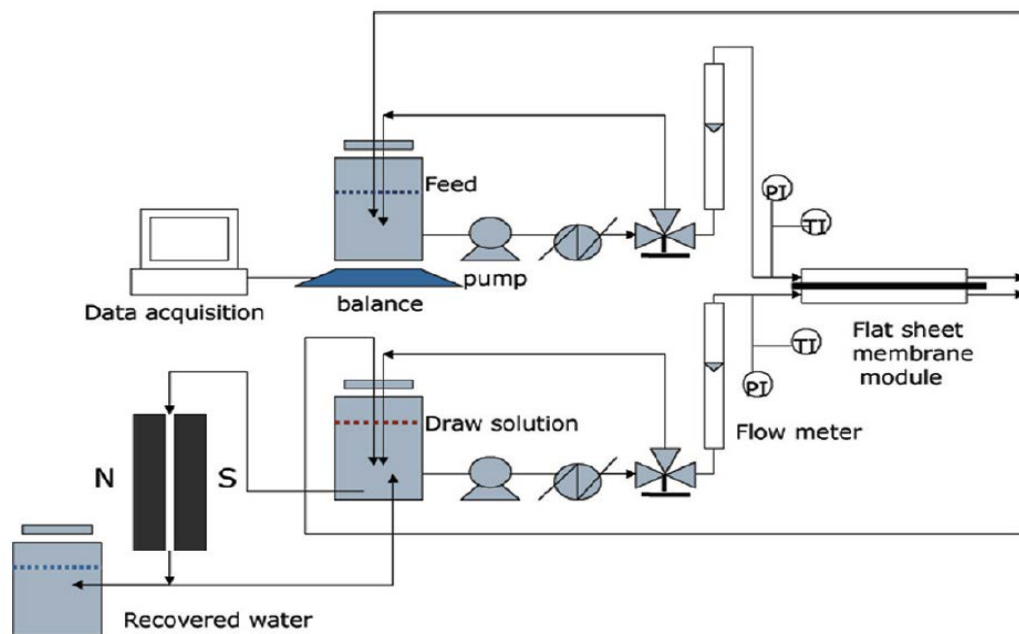 Feed
PI
TI
pump
balance
Data acquisition
Flat sheet
membrane
module
TI
PI
Draw solution
Flow meter
N
S
Recovered water